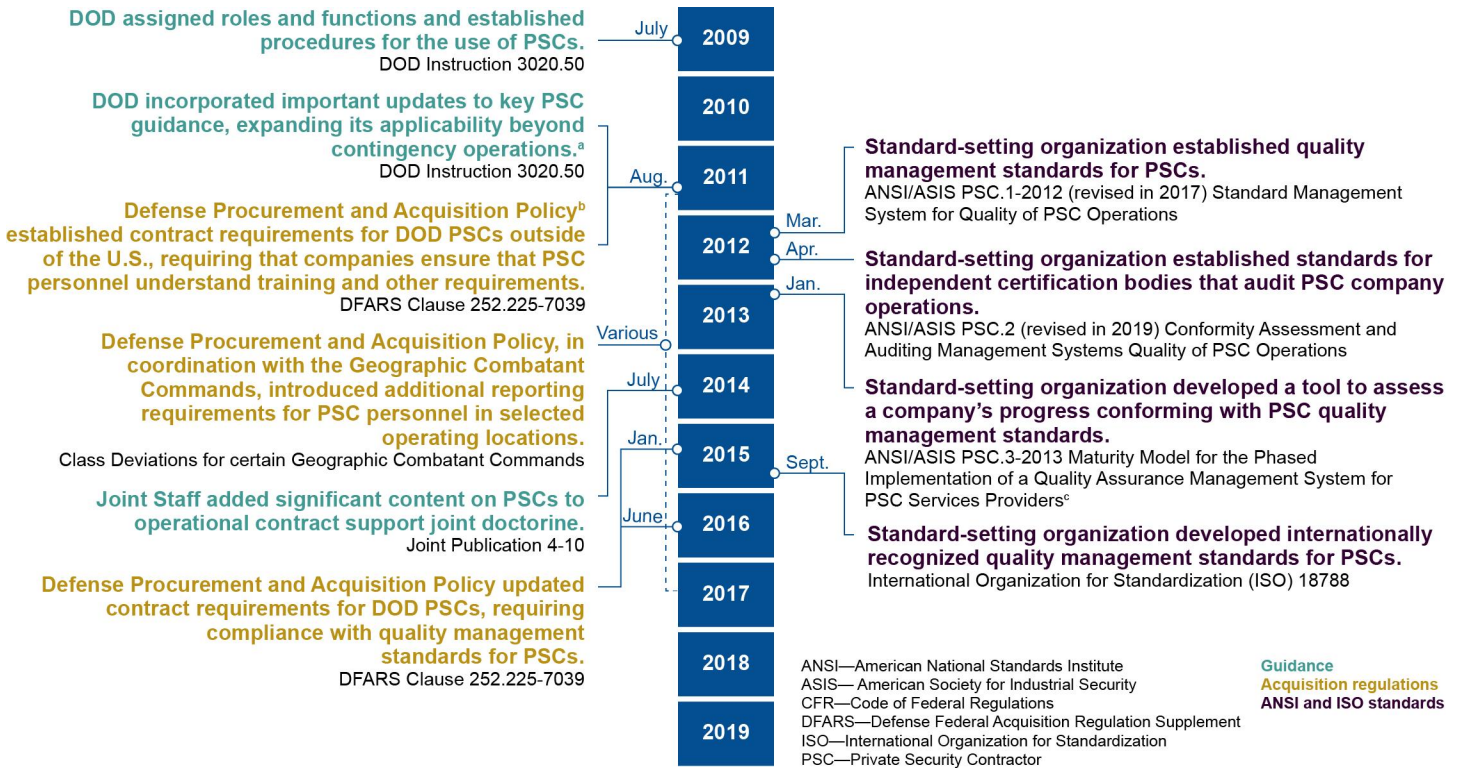 DOD assigned roles and functions and established
procedures for the use of PSCs.
DOD Instruction 3020.50
DOD incorporated important updates to key PSC
guidance, expanding its applicability beyond
contingency operations.ᵃ
DOD Instruction 3020.50
Defense Procurement and Acquisition Policyᵇ
established contract requirements for DOD PSCs outside
of the U.S., requiring that companies ensure that PSC
personnel understand training and other requirements.
DFARS Clause 252.225-7039
Defense Procurement and Acquisition Policy, in
coordination with the Geographic Combatant
Commands, introduced additional reporting
requirements for PSC personnel in selected
operating locations.
Class Deviations for certain Geographic Combatant Commands
Joint Staff added significant content on PSCs to
operational contract support joint doctorine.
Joint Publication 4-10
Defense Procurement and Acquisition Policy updated
contract requirements for DOD PSCs, requiring
compliance with quality management
standards for PSCs.
DFARS Clause 252.225-7039
July
Aug.
Various
July
Jan.
June
2009
2010
2011
2012
2013
2014
2015
2016
2017
2018
2019
Mar.
Apr.
Jan.
Sept.
Standard-setting organization established quality
management standards for PSCs.
ANSI/ASIS PSC.1-2012 (revised in 2017) Standard Management
System for Quality of PSC Operations
Standard-setting organization established standards for
independent certification bodies that audit PSC company
operations.
ANSI/ASIS PSC.2 (revised in 2019) Conformity Assessment and
Auditing Management Systems Quality of PSC Operations
Standard-setting organization developed a tool to assess
a company’s progress conforming with PSC quality
management standards.
ANSI/ASIS PSC.3-2013 Maturity Model for the Phased
Implementation of a Quality Assurance Management System for
PSC Services Providersᶜ
Standard-setting organization developed internationally
recognized quality management standards for PSCs.
International Organization for Standardization (ISO) 18788
ANSI—American National Standards Institute
ASIS— American Society for Industrial Security
CFR—Code of Federal Regulations
DFARS—Defense Federal Acquisition Regulation Supplement
ISO—International Organization for Standardization
PSC—Private Security Contractor
Guidance
Acquisition regulations
ANSI and ISO standards